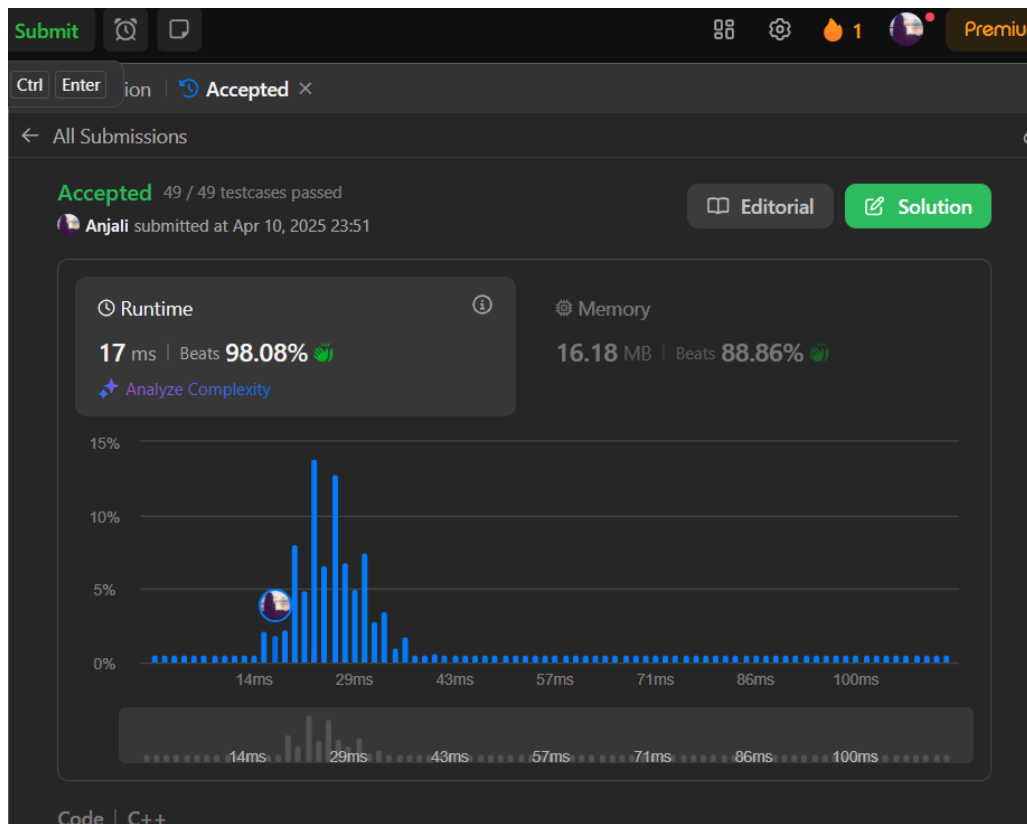 Submit 1 Premiu
Ctrl Enter ion Accepted
All Submissions
Accepted 49 / 49 testcases passed
Anjali submitted at Apr 10, 2025 23:51
Editorial Solution
Runtime
17 ms | Beats 98.08%
Analyze Complexity
Memory
16.18 MB | Beats 88.86%
15%
10%
5%
0%
14ms 29ms 43ms 57ms 71ms 86ms 100ms
14ms 29ms 43ms 57ms 71ms 86ms 100ms
Code | C++